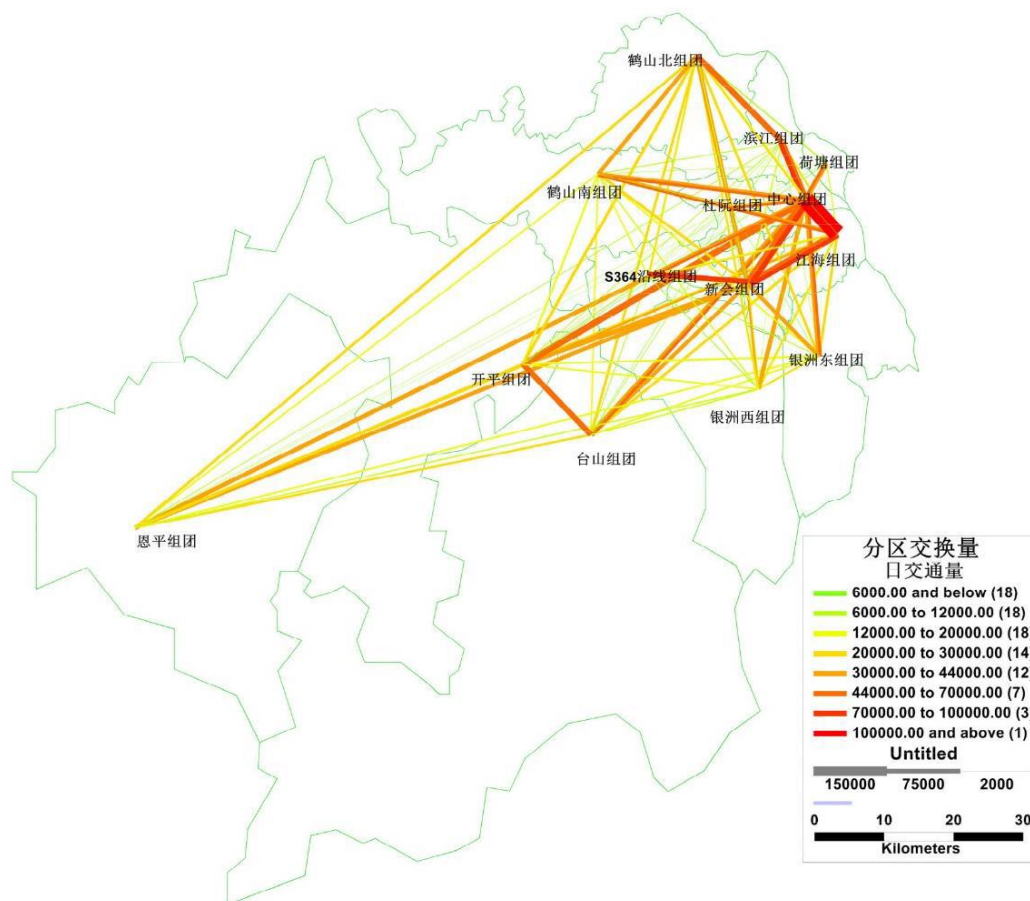 鹤山北组团
滨江组团
荷塘组团
鹤山南组团
杜阮组团
中心组团
江海组团
S364沿线组团
新会组团
银洲东组团
开平组团
银洲西组团
台山组团
恩平组团
分区交换量
日交通量
6000.00 and below (18)
6000.00 to 12000.00 (18)
12000.00 to 20000.00 (18
20000.00 to 30000.00 (14
30000.00 to 44000.00 (12
44000.00 to 70000.00 (7)
70000.00 to 100000.00 (3
100000.00 and above (1)
Untitled
150000 75000 2000
0 10 20 30
Kilometers